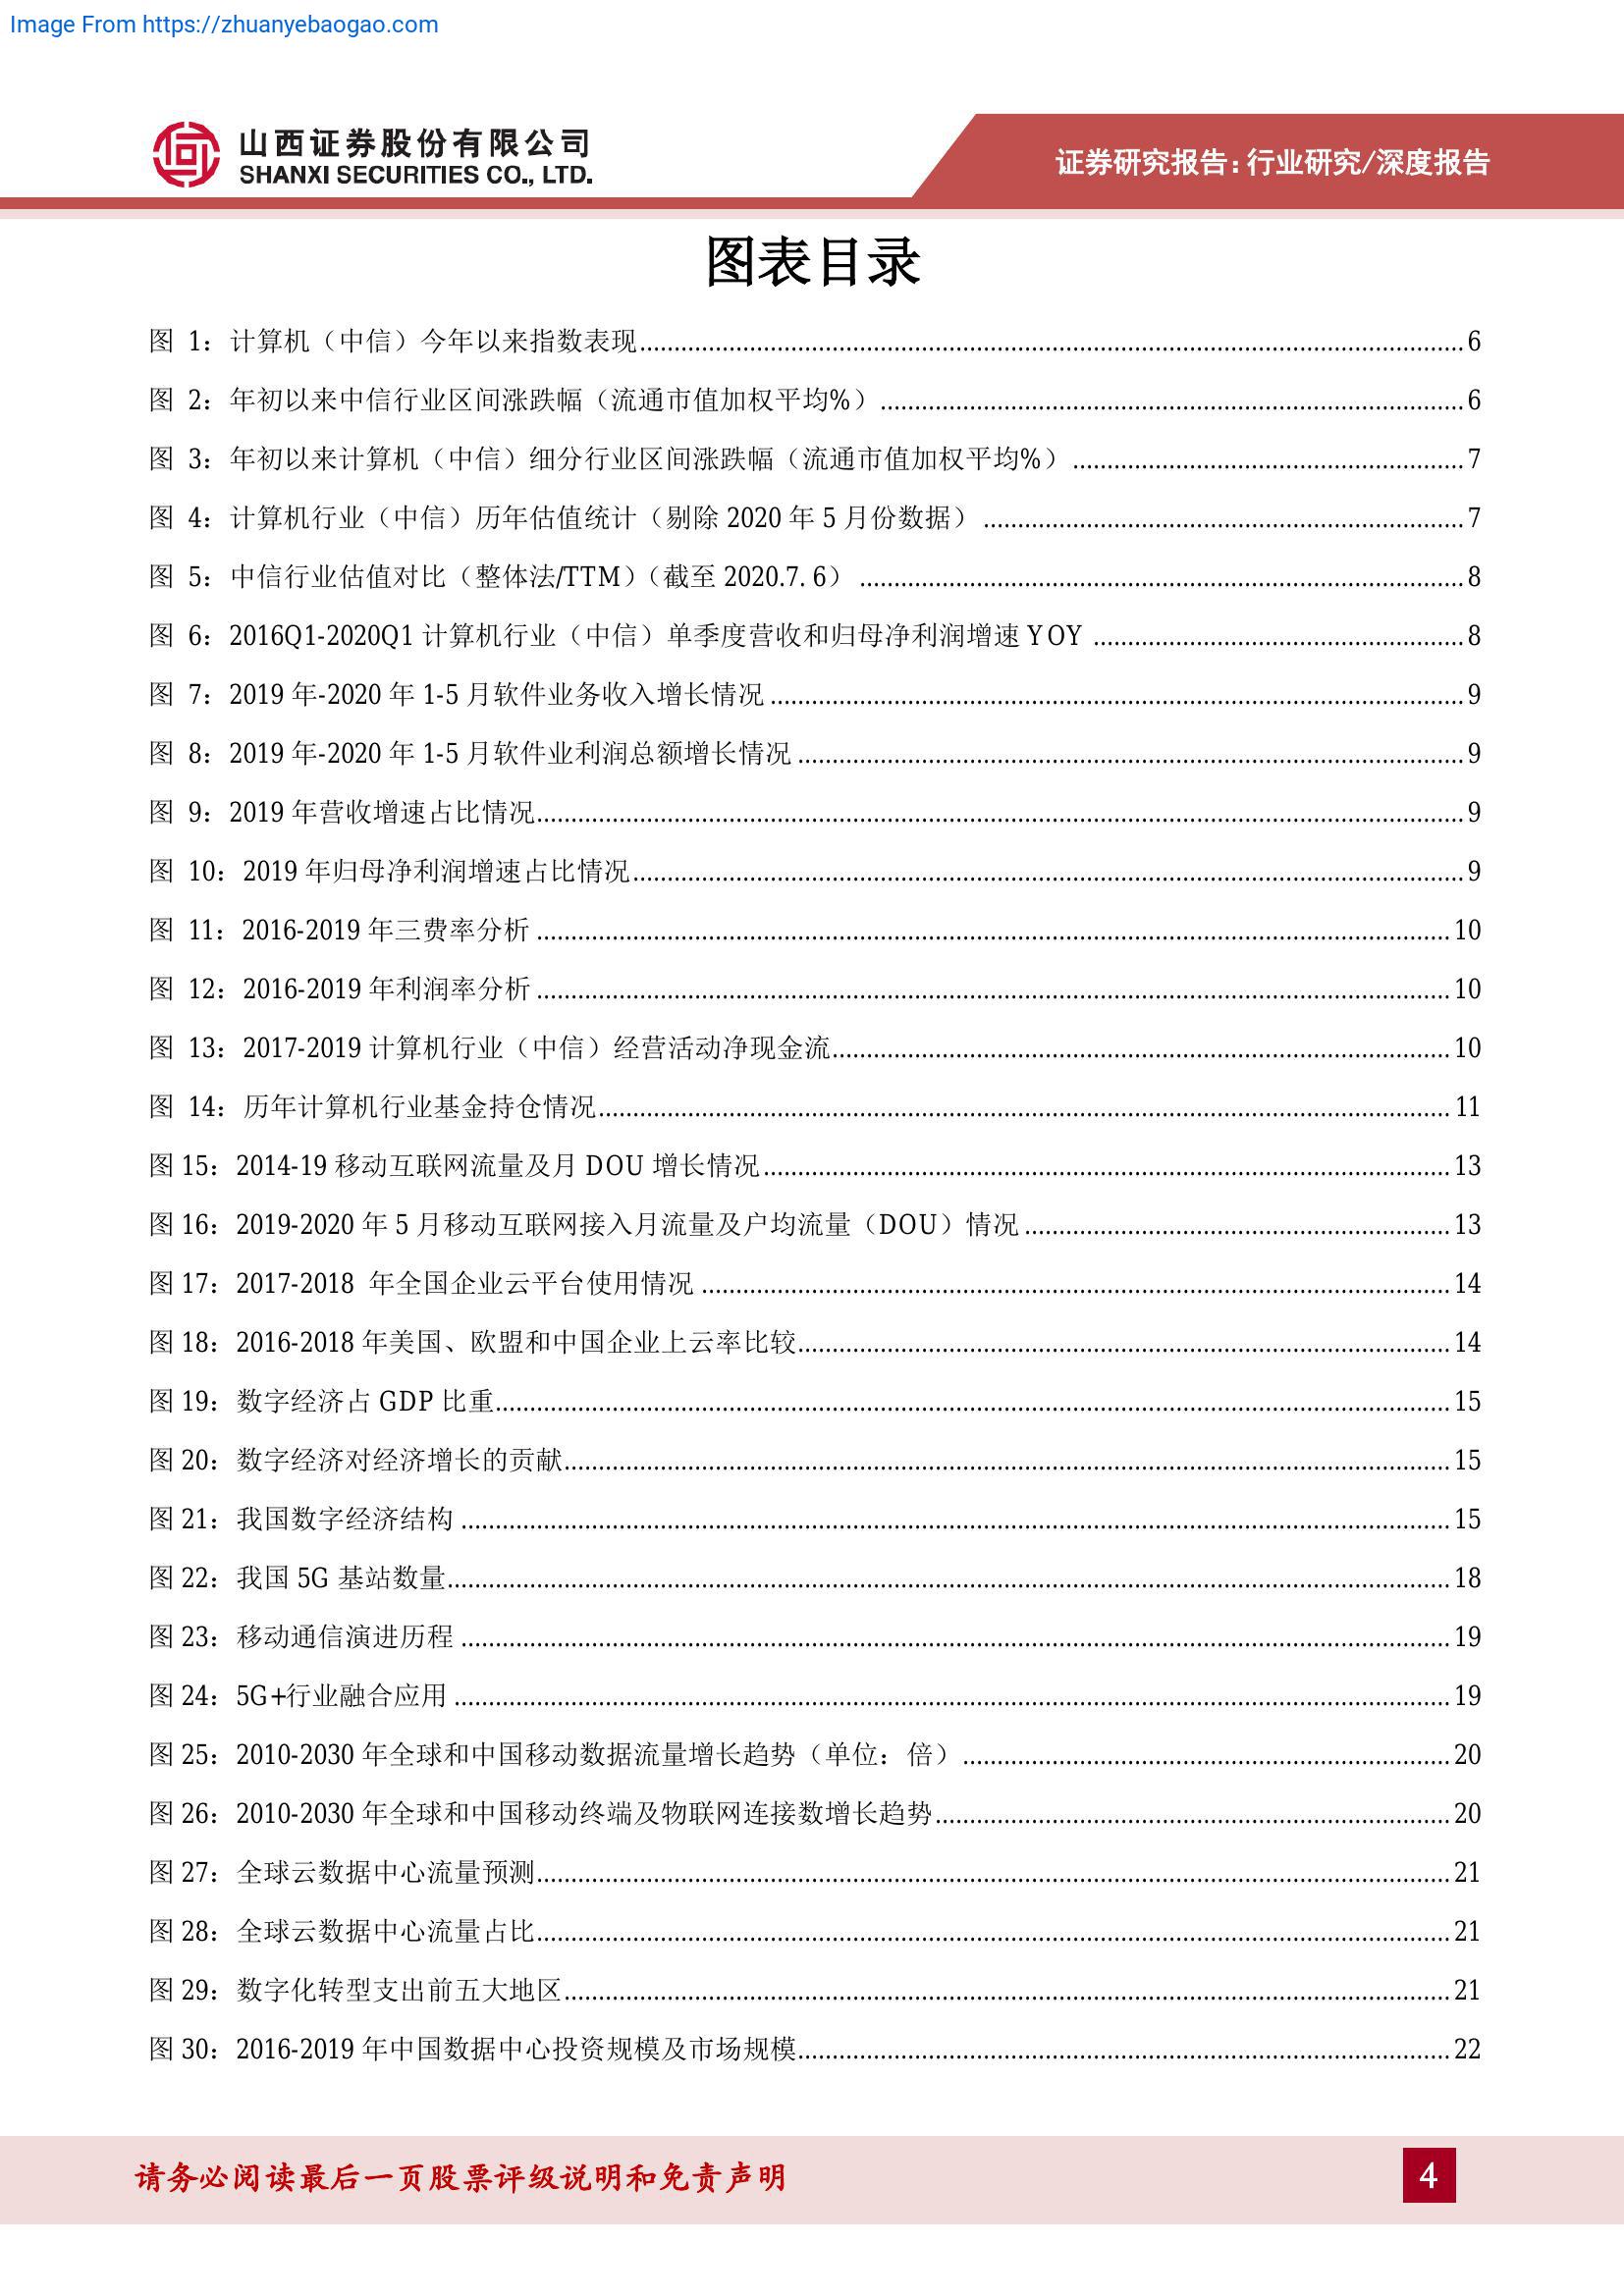 Image From https://zhuanyebaogao.com
山西证券股份有限公司
SHANXI SECURITIES CO., LTD.
证券研究报告:行业研究/深度报告
图表目录
图 1：计算机（中信）今年以来指数表现 6
图 2：年初以来中信行业区间涨跌幅（流通市值加权平均%） 6
图 3：年初以来计算机（中信）细分行业区间涨跌幅（流通市值加权平均%） 7
图 4：计算机行业（中信）历年估值统计（剔除 2020 年 5 月份数据） 7
图 5：中信行业估值对比（整体法/TTM）（截至 2020.7. 6） 8
图 6：2016Q1-2020Q1 计算机行业（中信）单季度营收和归母净利润增速 YOY 8
图 7：2019 年-2020 年 1-5 月软件业务收入增长情况 9
图 8：2019 年-2020 年 1-5 月软件业利润总额增长情况 9
图 9：2019 年营收增速占比情况 9
图 10：2019 年归母净利润增速占比情况 9
图 11：2016-2019 年三费率分析 10
图 12：2016-2019 年利润率分析 10
图 13：2017-2019 计算机行业（中信）经营活动净现金流 10
图 14：历年计算机行业基金持仓情况 11
图 15：2014-19 移动互联网流量及月 DOU 增长情况 13
图 16：2019-2020 年 5 月移动互联网接入月流量及户均流量（DOU）情况 13
图 17：2017-2018 年全国企业云平台使用情况 14
图 18：2016-2018 年美国、欧盟和中国企业上云率比较 14
图 19：数字经济占 GDP 比重 15
图 20：数字经济对经济增长的贡献 15
图 21：我国数字经济结构 15
图 22：我国 5G 基站数量 18
图 23：移动通信演进历程 19
图 24：5G+行业融合应用 19
图 25：2010-2030 年全球和中国移动数据流量增长趋势（单位：倍） 20
图 26：2010-2030 年全球和中国移动终端及物联网连接数增长趋势 20
图 27：全球云数据中心流量预测 21
图 28：全球云数据中心流量占比 21
图 29：数字化转型支出前五大地区 21
图 30：2016-2019 年中国数据中心投资规模及市场规模 22
请务必阅读最后一页股票评级说明和免责声明
4